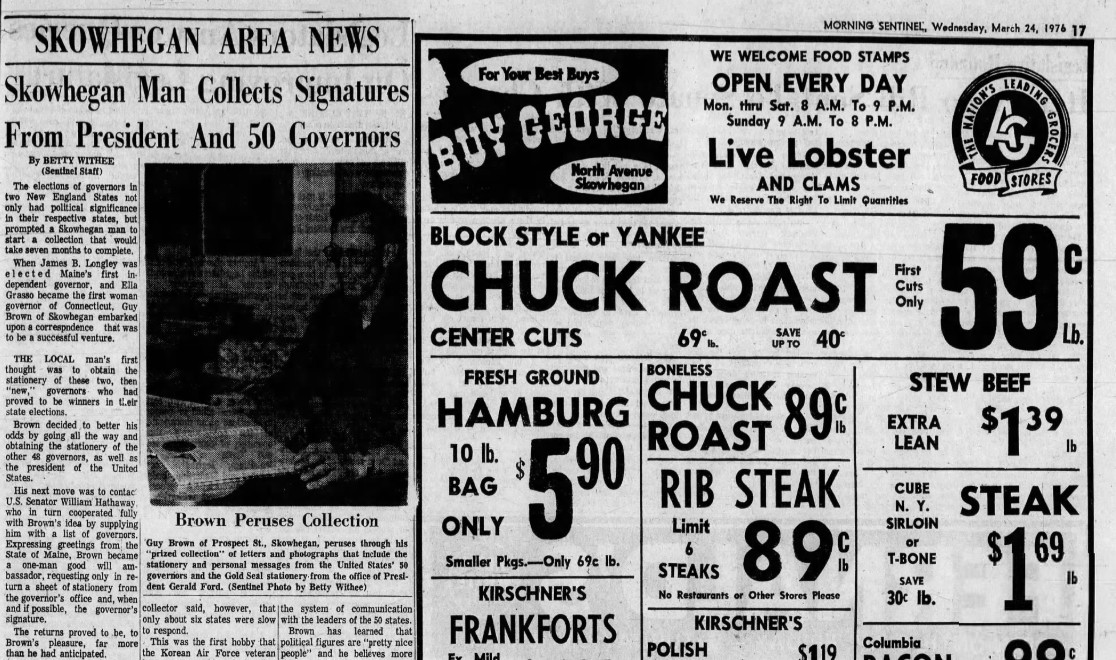 MORNING SENTINEL, Wednesday, March 24, 1976 17
SKOWHEGAN AREA NEWS
Skowhegan Man Collects Signatures
From President And 50 Governors
By BETTY WITHEE
(Sentinel Staff)
The elections of governors in
two New England States not
only had political significance
in their respective states, but
prompted a Skowhegan man to
start a collection that would
take seven months to complete.
When James B. Longley was
elected Maine's first in-
dependent governor, and Ella
Grasso became the first woman
governor of Connecticut, Guy
Brown of Skowhegan embarked
upon a correspndence that was
to be a successful venture.
THE LOCAL man's first
thought was to obtain the
stationery of these two, then
"new," governors who had
proved to be winners in their
state elections.
Brown decided to better his
odds by going all the way and
obtaining the stationery of the
other 48 governors, as well as
the president of the United
States.
His next move was to contac
U.S. Senator William Hathaway,
who in turn cooperated fully
with Brown's idea by supplying
him with a list of governors.
Expressing greetings from the
State of Maine, Brown became
a one-man good will am-
bassador, requesting only in re-
turn a sheet of stationery from
the governor's office and, when
and if possible, the governor's
signature.
The returns proved to be, to
Brown's pleasure, far more
than he had anticipated.
Brown Peruses Collection
Guy Brown of Prospect St., Skowhegan, peruses through his
"prized collection" of letters and photographs that include the
stationery and personal messages from the United States' 50
governors and the Gold Seal stationery from the office of Presi-
dent Gerald Ford. (Sentinel Photo by Betty Withee)
collector said, however, that
only about six states were slow
to respond.
This was the first hobby that
the Korean Air Force veteran
the system of communication
with the leaders of the 50 states.
Brown has learned that
political figures are "pretty nice
people" and he believes more
For Your Best Buys
BUY GEORGE
North Avenue
Skowhegan
WE WELCOME FOOD STAMPS
OPEN EVERY DAY
Mon. thru Sat. 8 A.M. To 9 P.M.
Sunday 9 A.M. To 8 P.M.
Live Lobster
AND CLAMS
We Reserve The Right To Limit Quantities
THE NATION'S LEADING GROCERS
AG
FOOD STORES
BLOCK STYLE or YANKEE
CHUCK ROAST
First
Cuts
Only
59c
Lb.
CENTER CUTS 69c lb. SAVE UP TO 40c
FRESH GROUND
HAMBURG
10 lb.
BAG
ONLY
$5 90
Smaller Pkgs.—Only 69c lb.
KIRSCHNER'S
FRANKFORTS
Ex. Mild
BONELESS
CHUCK
ROAST
89c lb
RIB STEAK
Limit
6
STEAKS
89c lb
No Restaurants or Other Stores Please
KIRSCHNER'S
POLISH $1 19
STEW BEEF
EXTRA
LEAN
$1 39 lb
CUBE
N. Y.
SIRLOIN
or
T-BONE
SAVE
30c lb.
STEAK
$1 69
lb
Columbia
BACON 89c